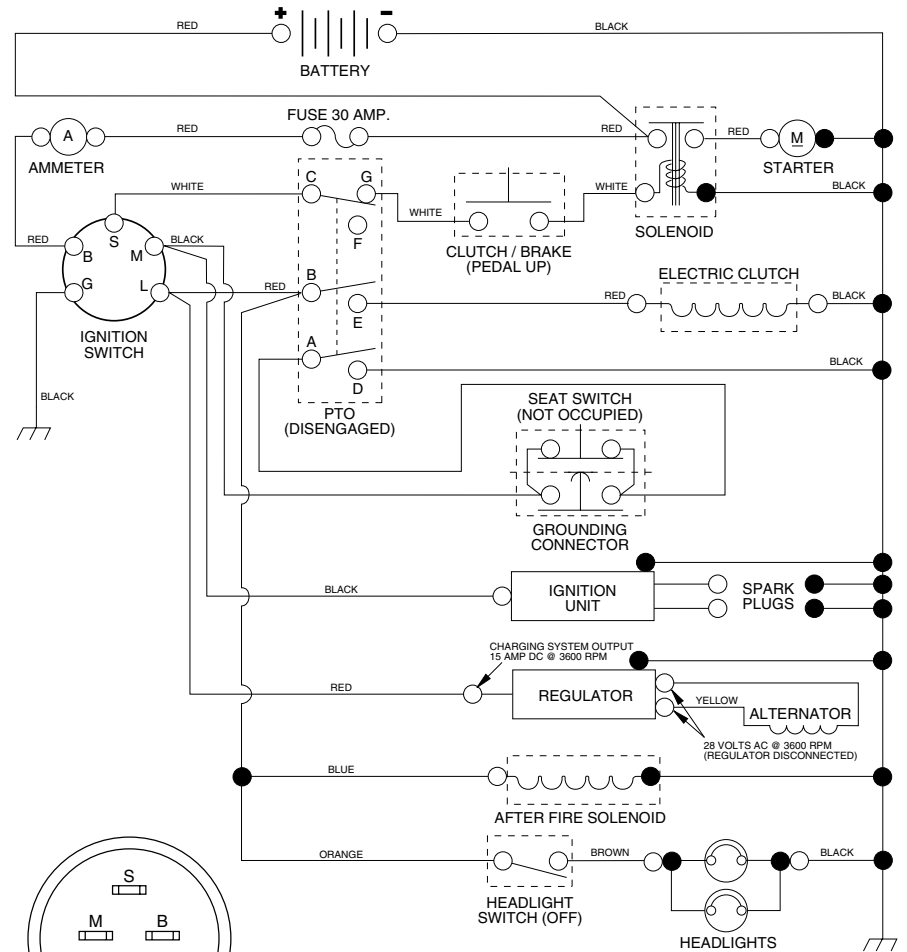 +
-
RED
BLACK
BATTERY
FUSE 30 AMP.
A
RED
RED
RED
M
AMMETER
STARTER
C
G
WHITE
WHITE
WHITE
BLACK
F
SOLENOID
S
RED
B
M
BLACK
CLUTCH / BRAKE
(PEDAL UP)
G
L
RED
B
ELECTRIC CLUTCH
RED
BLACK
E
IGNITION
SWITCH
A
BLACK
D
BLACK
PTO
(DISENGAGED)
SEAT SWITCH
(NOT OCCUPIED)
GROUNDING
CONNECTOR
BLACK
IGNITION
UNIT
SPARK
PLUGS
CHARGING SYSTEM OUTPUT
15 AMP DC @ 3600 RPM
RED
REGULATOR
YELLOW
ALTERNATOR
28 VOLTS AC @ 3600 RPM
(REGULATOR DISCONNECTED)
BLUE
AFTER FIRE SOLENOID
ORANGE
BROWN
BLACK
HEADLIGHT
SWITCH (OFF)
HEADLIGHTS
S
M
B